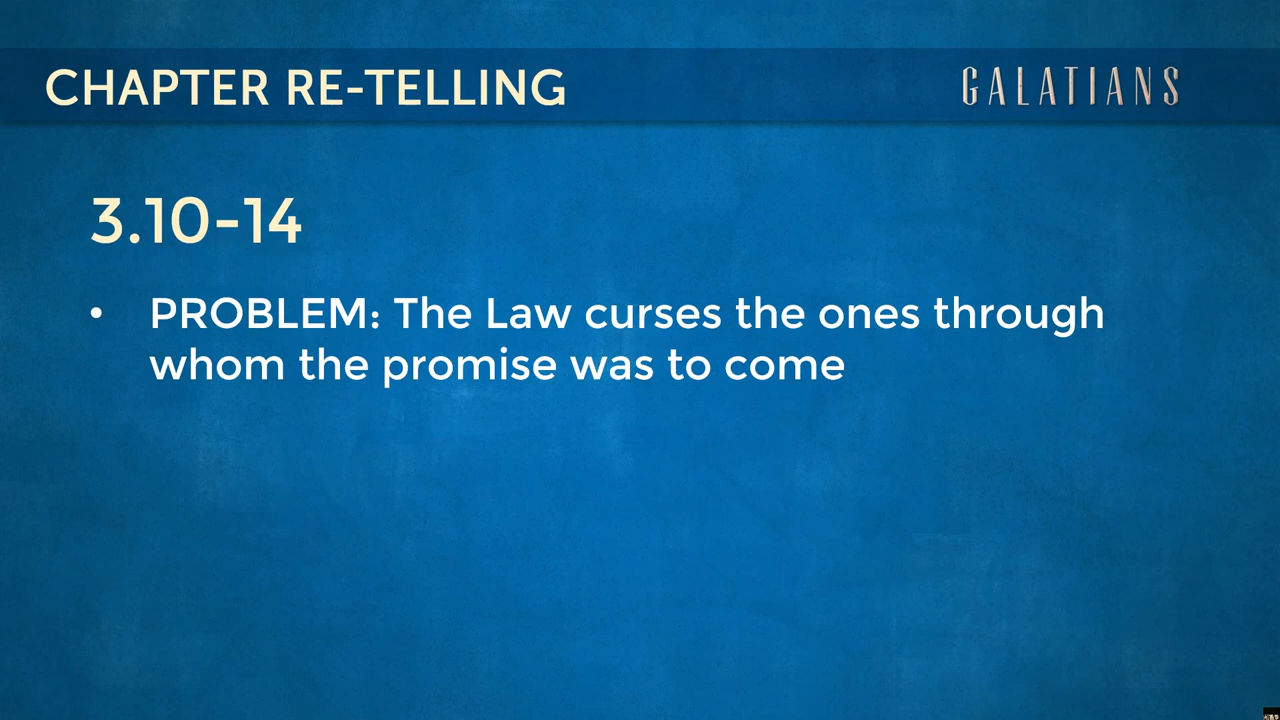 CHAPTER RE-TELLING
GALATIANS
3.10-14
• PROBLEM: The Law curses the ones through
whom the promise was to come